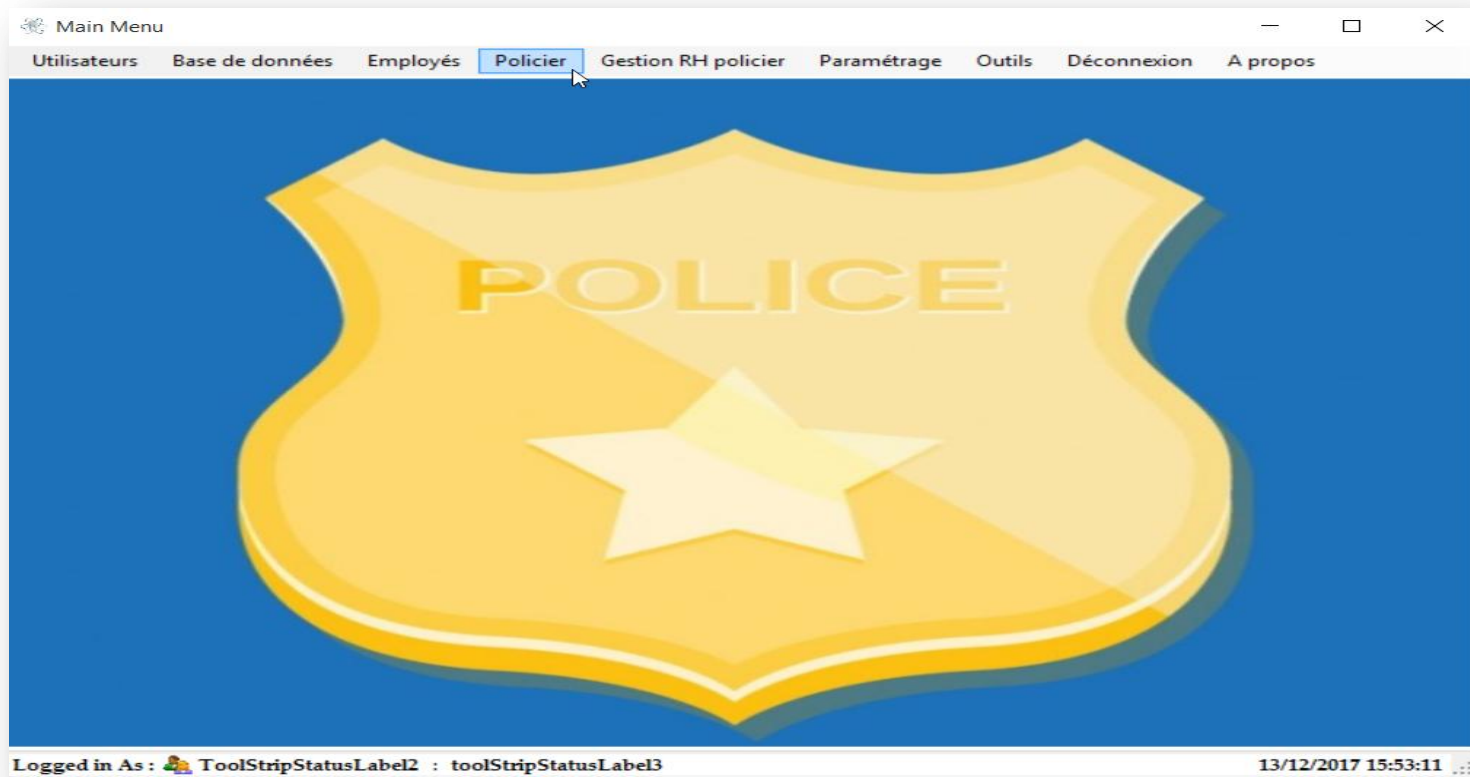 Main Menu
Utilisateurs Base de données Employés Policier Gestion RH policier Paramétrage Outils Déconnexion A propos
POLICE
Logged in As : ToolStripStatusLabel2 : toolStripStatusLabel3 13/12/2017 15:53:11